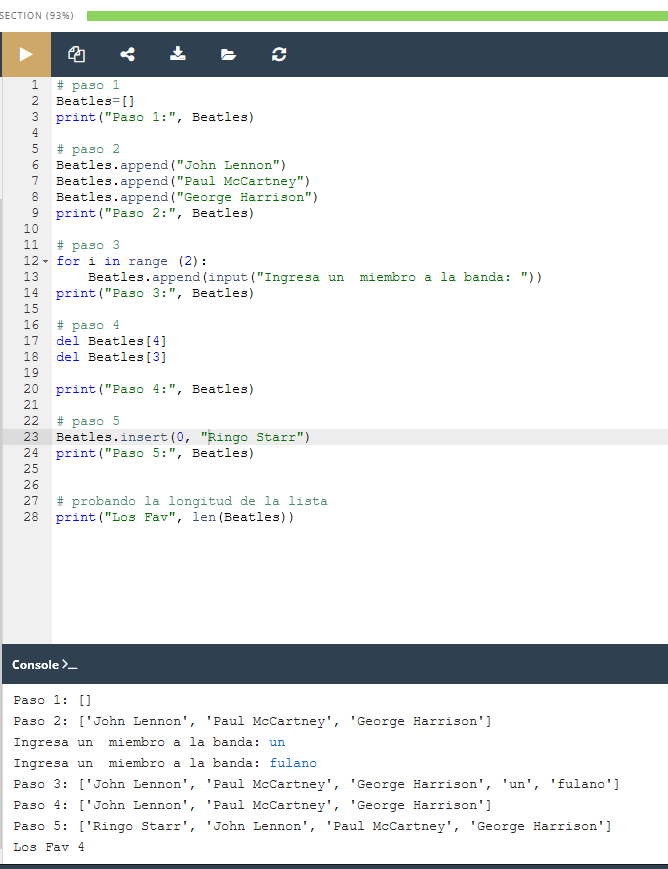 SECTION (93%)
1 # paso 1
2 Beatles=[]
3 print("Paso 1:", Beatles)
4
5 # paso 2
6 Beatles.append("John Lennon")
7 Beatles.append("Paul McCartney")
8 Beatles.append("George Harrison")
9 print("Paso 2:", Beatles)
10
11 # paso 3
12 for i in range (2):
13     Beatles.append(input("Ingresa un  miembro a la banda: "))
14 print("Paso 3:", Beatles)
15
16 # paso 4
17 del Beatles[4]
18 del Beatles[3]
19
20 print("Paso 4:", Beatles)
21
22 # paso 5
23 Beatles.insert(0, "Ringo Starr")
24 print("Paso 5:", Beatles)
25
26
27 # probando la longitud de la lista
28 print("Los Fav", len(Beatles))
Console >_
Paso 1: []
Paso 2: ['John Lennon', 'Paul McCartney', 'George Harrison']
Ingresa un  miembro a la banda: un
Ingresa un  miembro a la banda: fulano
Paso 3: ['John Lennon', 'Paul McCartney', 'George Harrison', 'un', 'fulano']
Paso 4: ['John Lennon', 'Paul McCartney', 'George Harrison']
Paso 5: ['Ringo Starr', 'John Lennon', 'Paul McCartney', 'George Harrison']
Los Fav 4